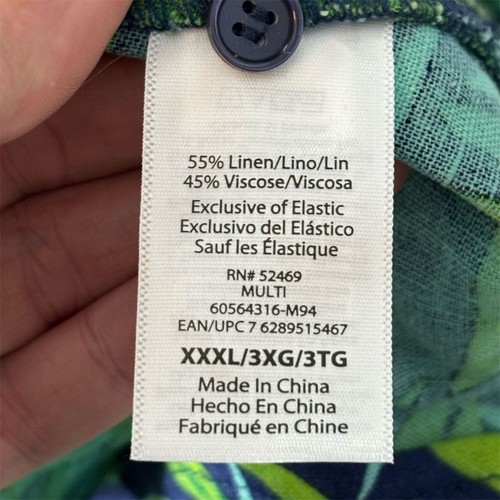 55% Linen/Lino/Lin
45% Viscose/Viscosa
Exclusive of Elastic
Exclusivo del Elástico
Sauf les Élastique
RN# 52469
MULTI
60564316-M94
EAN/UPC 7 6289515467
XXXL/3XG/3TG
Made In China
Hecho En China
Fabriqué en Chine